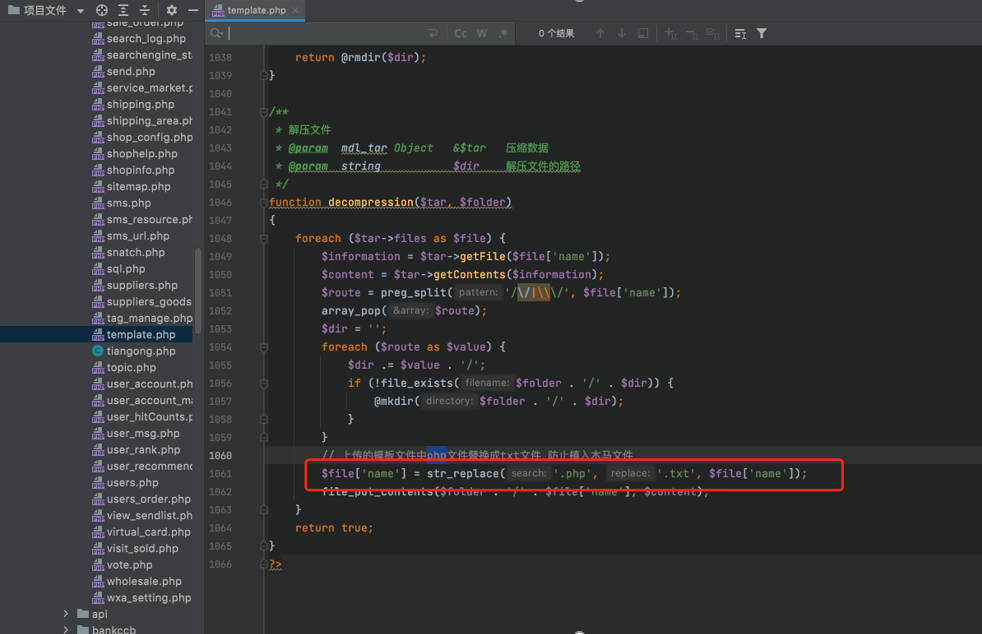 项目文件
template.php
sale_order.php
search_log.php
searchengine_st
send.php
service_market.p
shipping.php
shipping_area.ph
shop_config.php
shophelp.php
shopinfo.php
sitemap.php
sms.php
sms_resource.ph
sms_url.php
snatch.php
sql.php
suppliers.php
suppliers_goods
tag_manage.php
template.php
tiangong.php
topic.php
user_account.ph
user_account_ma
user_hitCounts.p
user_msg.php
user_rank.php
user_recommend
users.php
users_order.php
view_sendlist.ph
virtual_card.php
visit_sold.php
vote.php
wholesale.php
wxa_setting.php
api
bankccb
Cc W .* 0 个结果
1038 return @rmdir($dir);
1039 }
1040
1041 /**
1042 * 解压文件
1043 * @param mdl_tar Object &$tar 压缩数据
1044 * @param string $dir 解压文件的路径
1045 */
1046 function decompression($tar, $folder)
1047 {
1048 foreach ($tar->files as $file) {
1049 $information = $tar->getFile($file['name']);
1050 $content = $tar->getContents($information);
1051 $route = preg_split( pattern: '/\/|\\\/', $file['name']);
1052 array_pop( &array: $route);
1053 $dir = '';
1054 foreach ($route as $value) {
1055 $dir .= $value . '/';
1056 if (!file_exists( filename: $folder . '/' . $dir)) {
1057 @mkdir( directory: $folder . '/' . $dir);
1058 }
1059 }
1060 // 上传的模板文件中php文件替换成txt文件 防止植入木马文件
1061 $file['name'] = str_replace( search: '.php', replace: '.txt', $file['name']);
1062 file_put_contents($folder . '/' . $file['name'], $content);
1063 }
1064 return true;
1065 }
1066 ?>